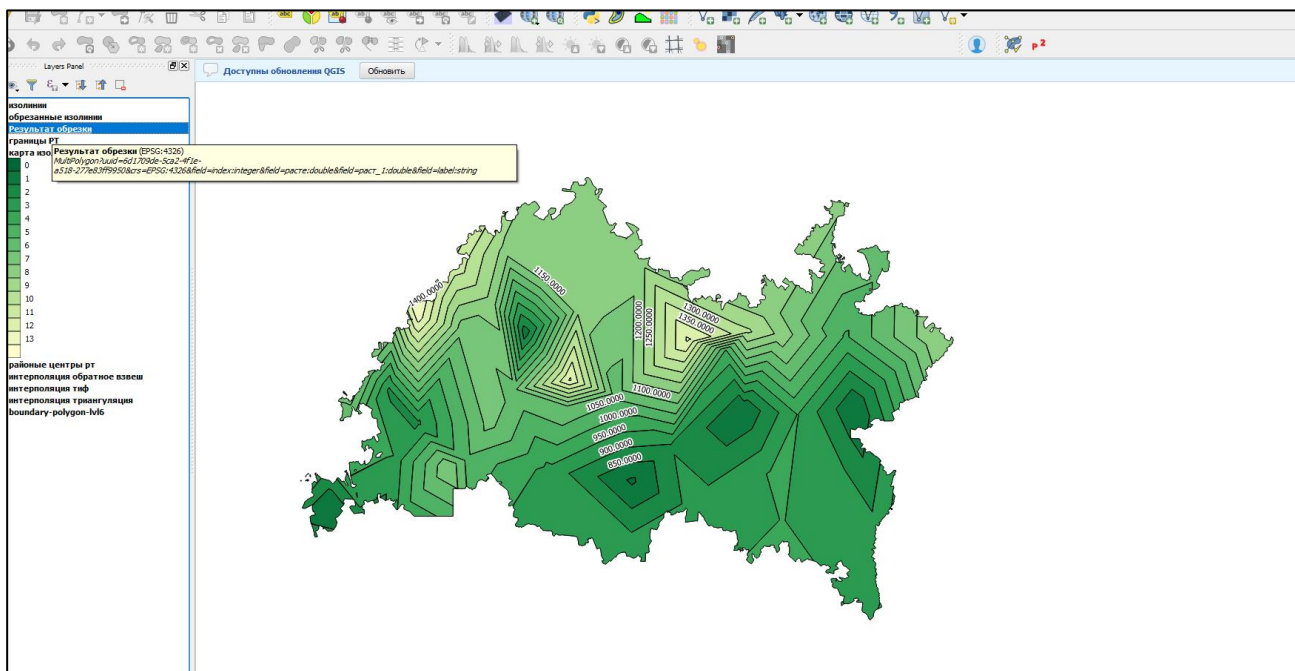 abc
abc
P 2
Layers Panel
Доступны обновления QGIS
Обновить
изолинии
обрезанные изолинии
Результат обрезки
границы РТ
карта изо
Результат обрезки (EPSG:4326)
MultiPolygon?uuid=6d1709de-5ca2-4f1e-
a518-277e83ff9950&crs=EPSG:4326&field=index:integer&field=расте:double&field=раст_1:double&field=label:string
0
1
2
3
4
5
6
7
8
9
10
11
12
13
районые центры рт
интерполяция обратное взвеш
интерполяция тиф
интерполяция триангуляция
boundary-polygon-lvl6
1400.0000
1150.0000
1200.0000
1250.0000
1300.0000
1350.0000
1100.0000
1050.0000
1000.0000
950.0000
900.0000
850.0000